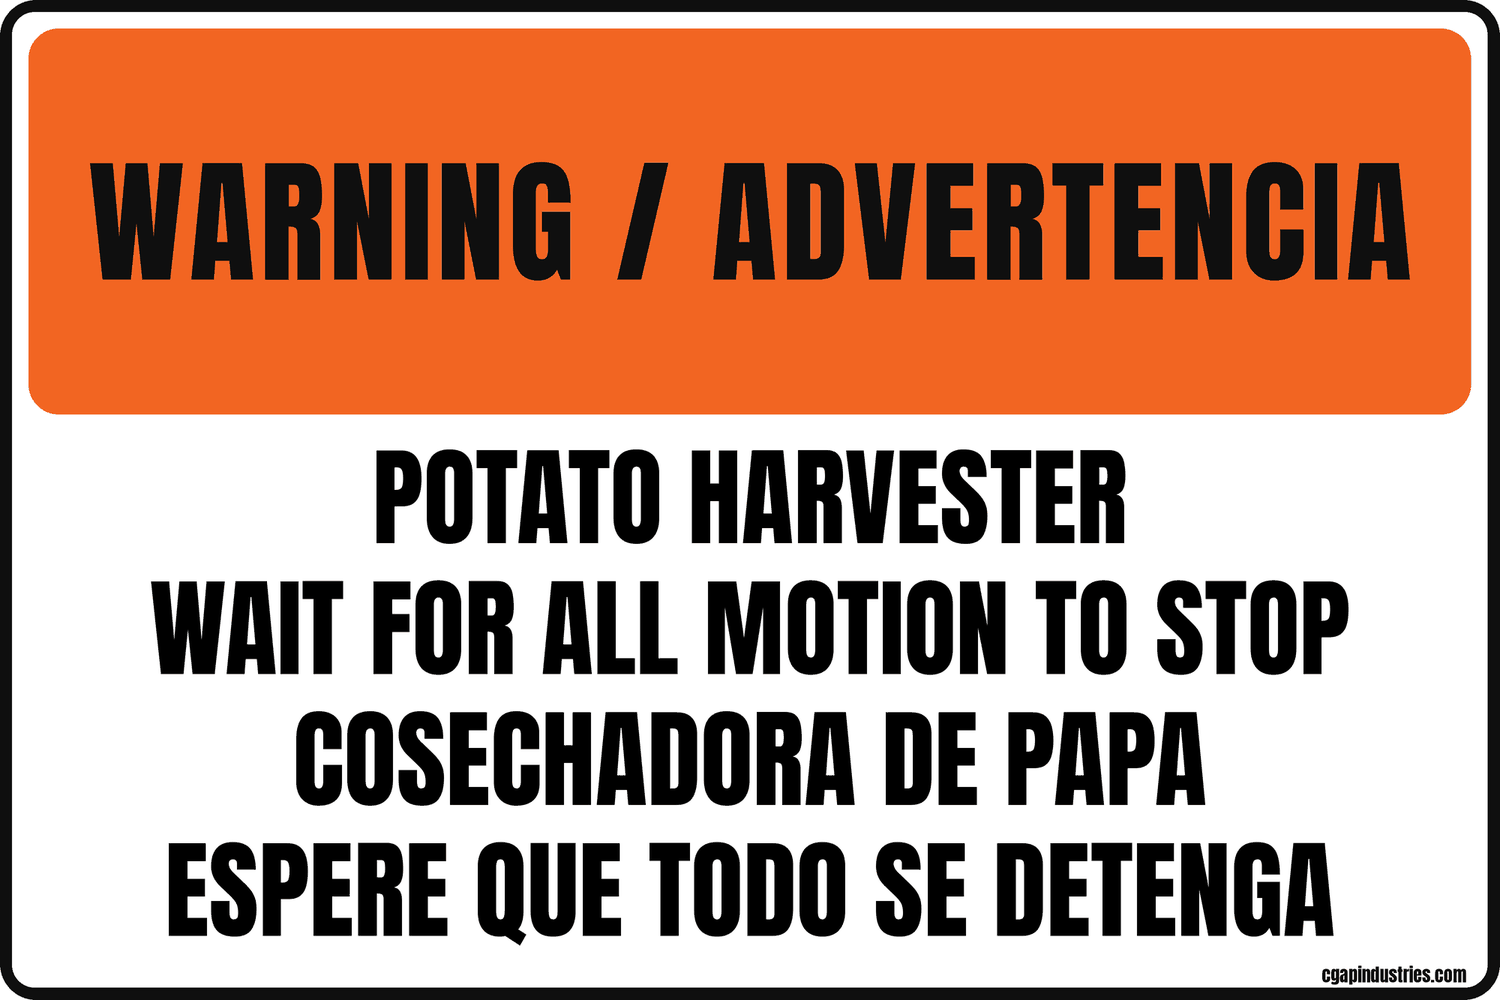 WARNING / ADVERTENCIA
POTATO HARVESTER
WAIT FOR ALL MOTION TO STOP
COSECHADORA DE PAPA
ESPERE QUE TODO SE DETENGA
cgapindustries.com